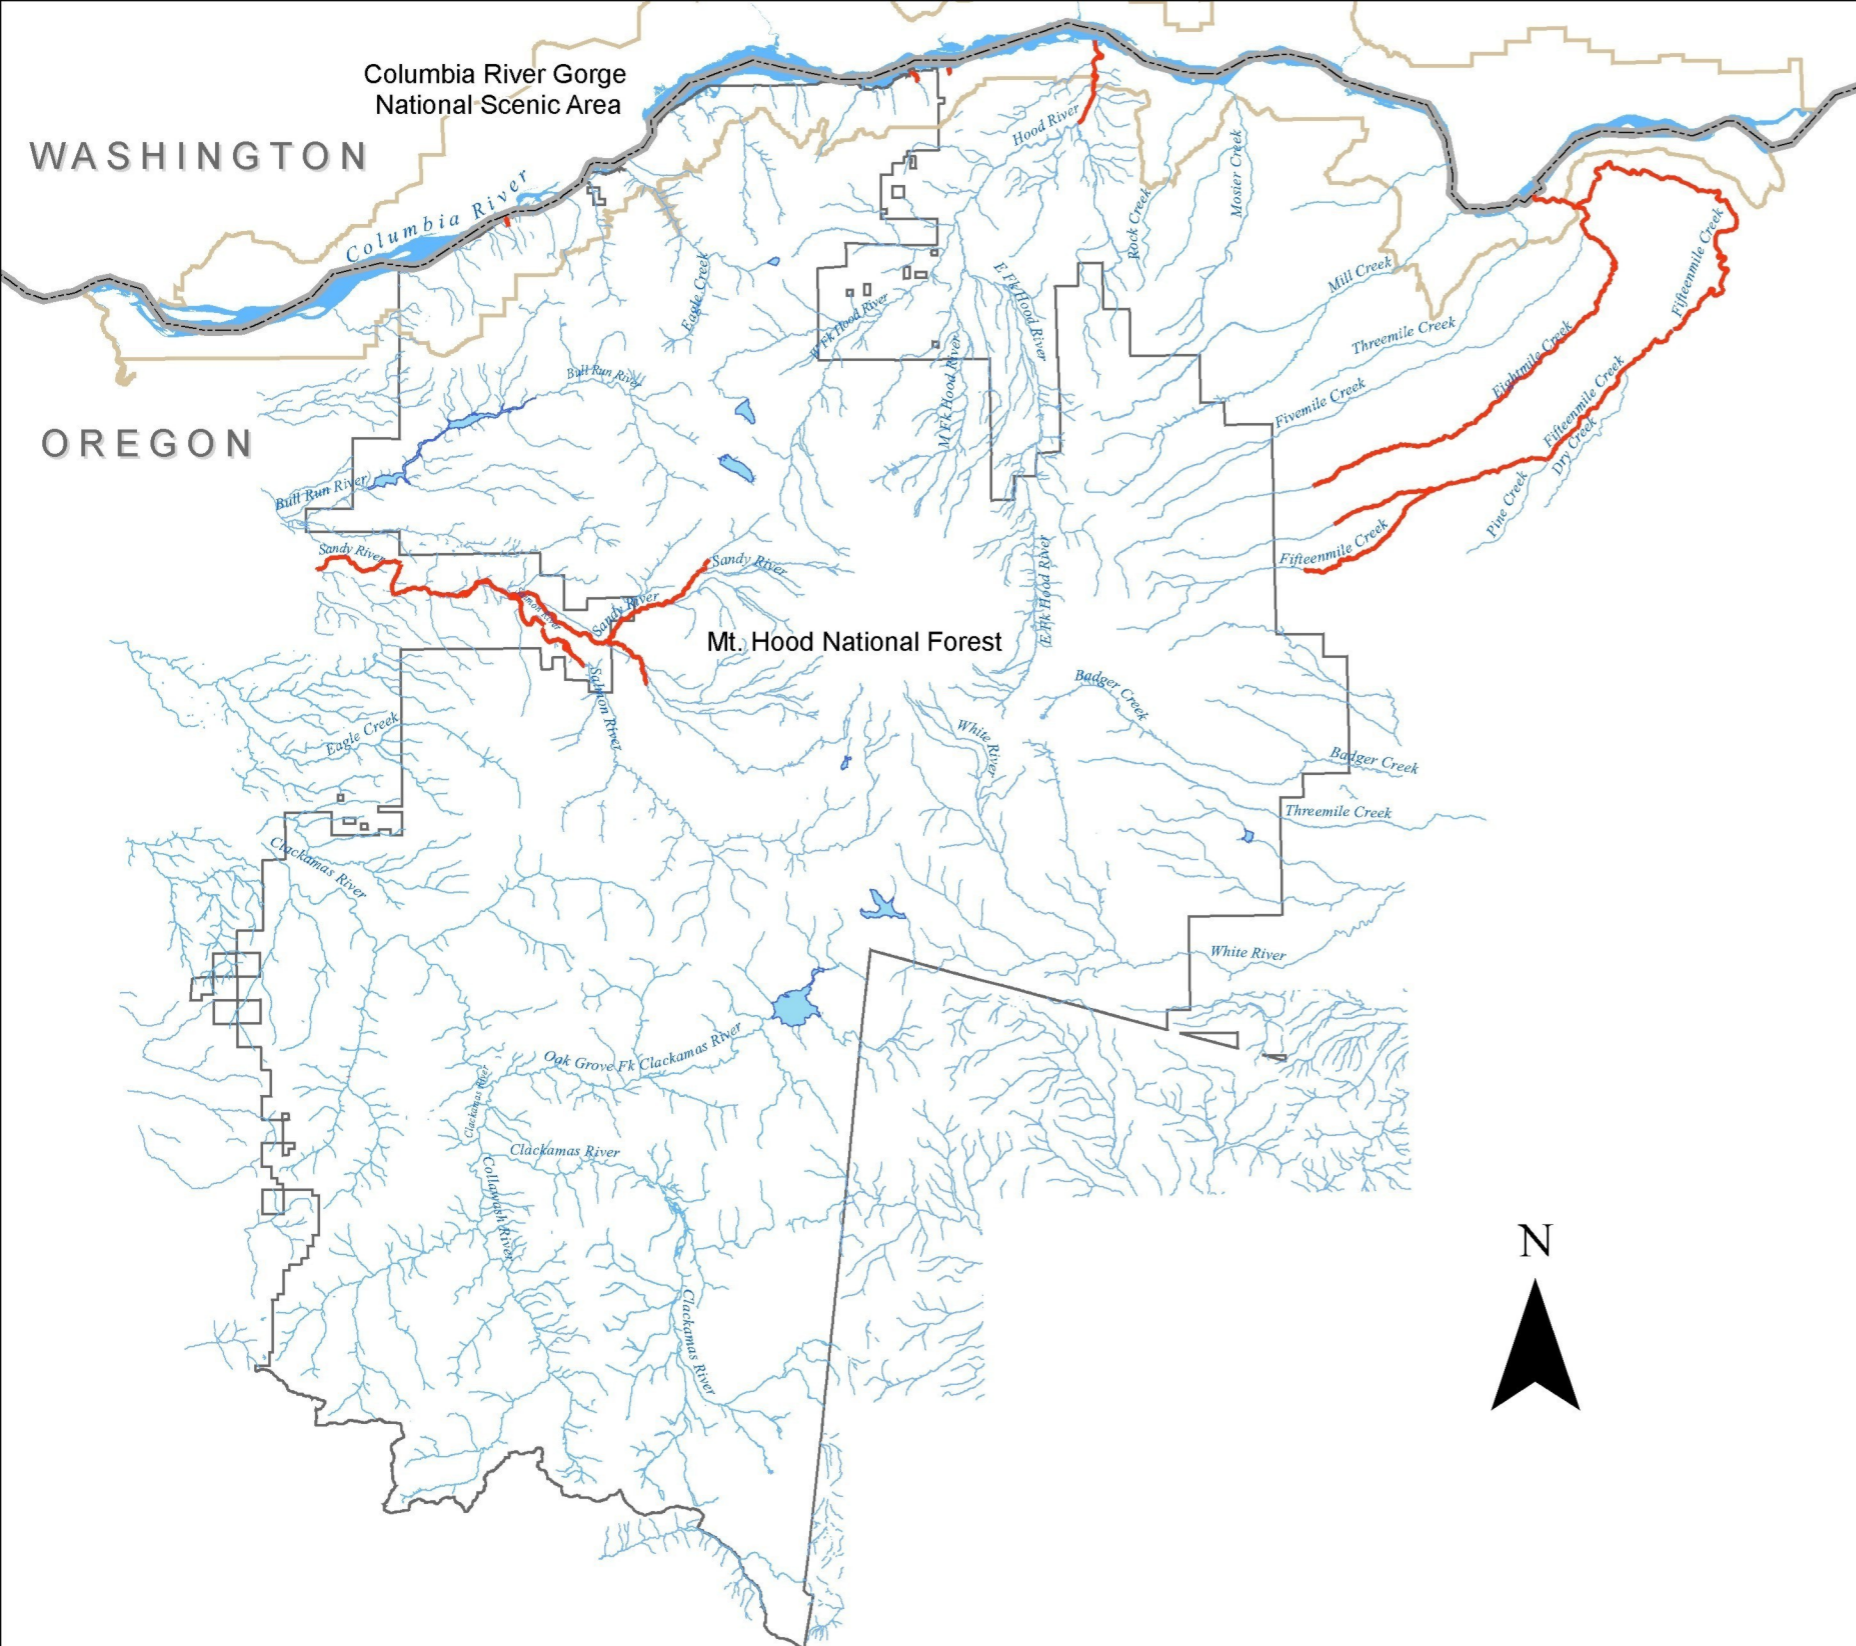 Columbia River Gorge
National Scenic Area
WASHINGTON
Columbia River
Hood River
Mosier Creek
Rock Creek
Fifteenmile Creek
Eagle Creek
E Fk Hood River
Mill Creek
W Fk Hood River
Threemile Creek
Eightmile Creek
Bull Run River
M Fk Hood River
Fivemile Creek
Fifteenmile Creek
OREGON
Dry Creek
Bull Run River
Pine Creek
Sandy River
Sandy River
Fifteenmile Creek
E Fk Hood River
Salmon River
Sandy River
Mt. Hood National Forest
Salmon River
Badger Creek
Eagle Creek
White River
Badger Creek
Threemile Creek
Clackamas River
White River
Oak Grove Fk Clackamas River
Clackamas River
Clackamas River
Collawash River
N
Clackamas River